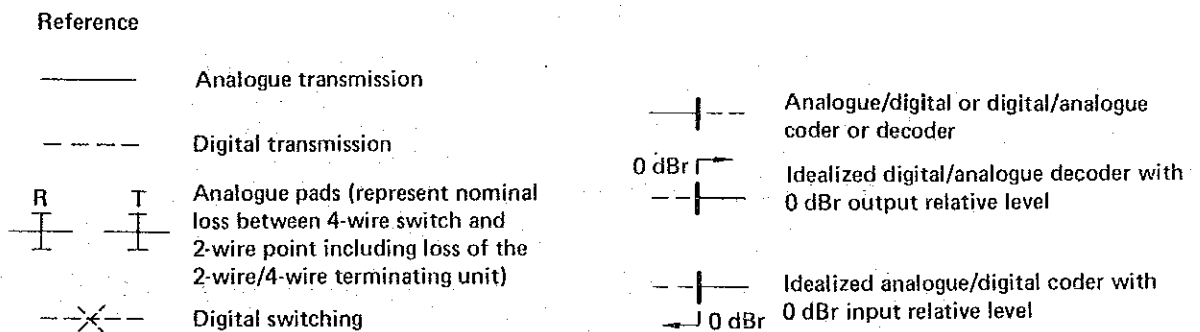 Reference
Analogue transmission
Digital transmission
R T
Analogue pads (represent nominal
loss between 4-wire switch and
2-wire point including loss of the
2-wire/4-wire terminating unit)
Digital switching
Analogue/digital or digital/analogue
coder or decoder
0 dBr
Idealized digital/analogue decoder with
0 dBr output relative level
Idealized analogue/digital coder with
0 dBr input relative level
0 dBr